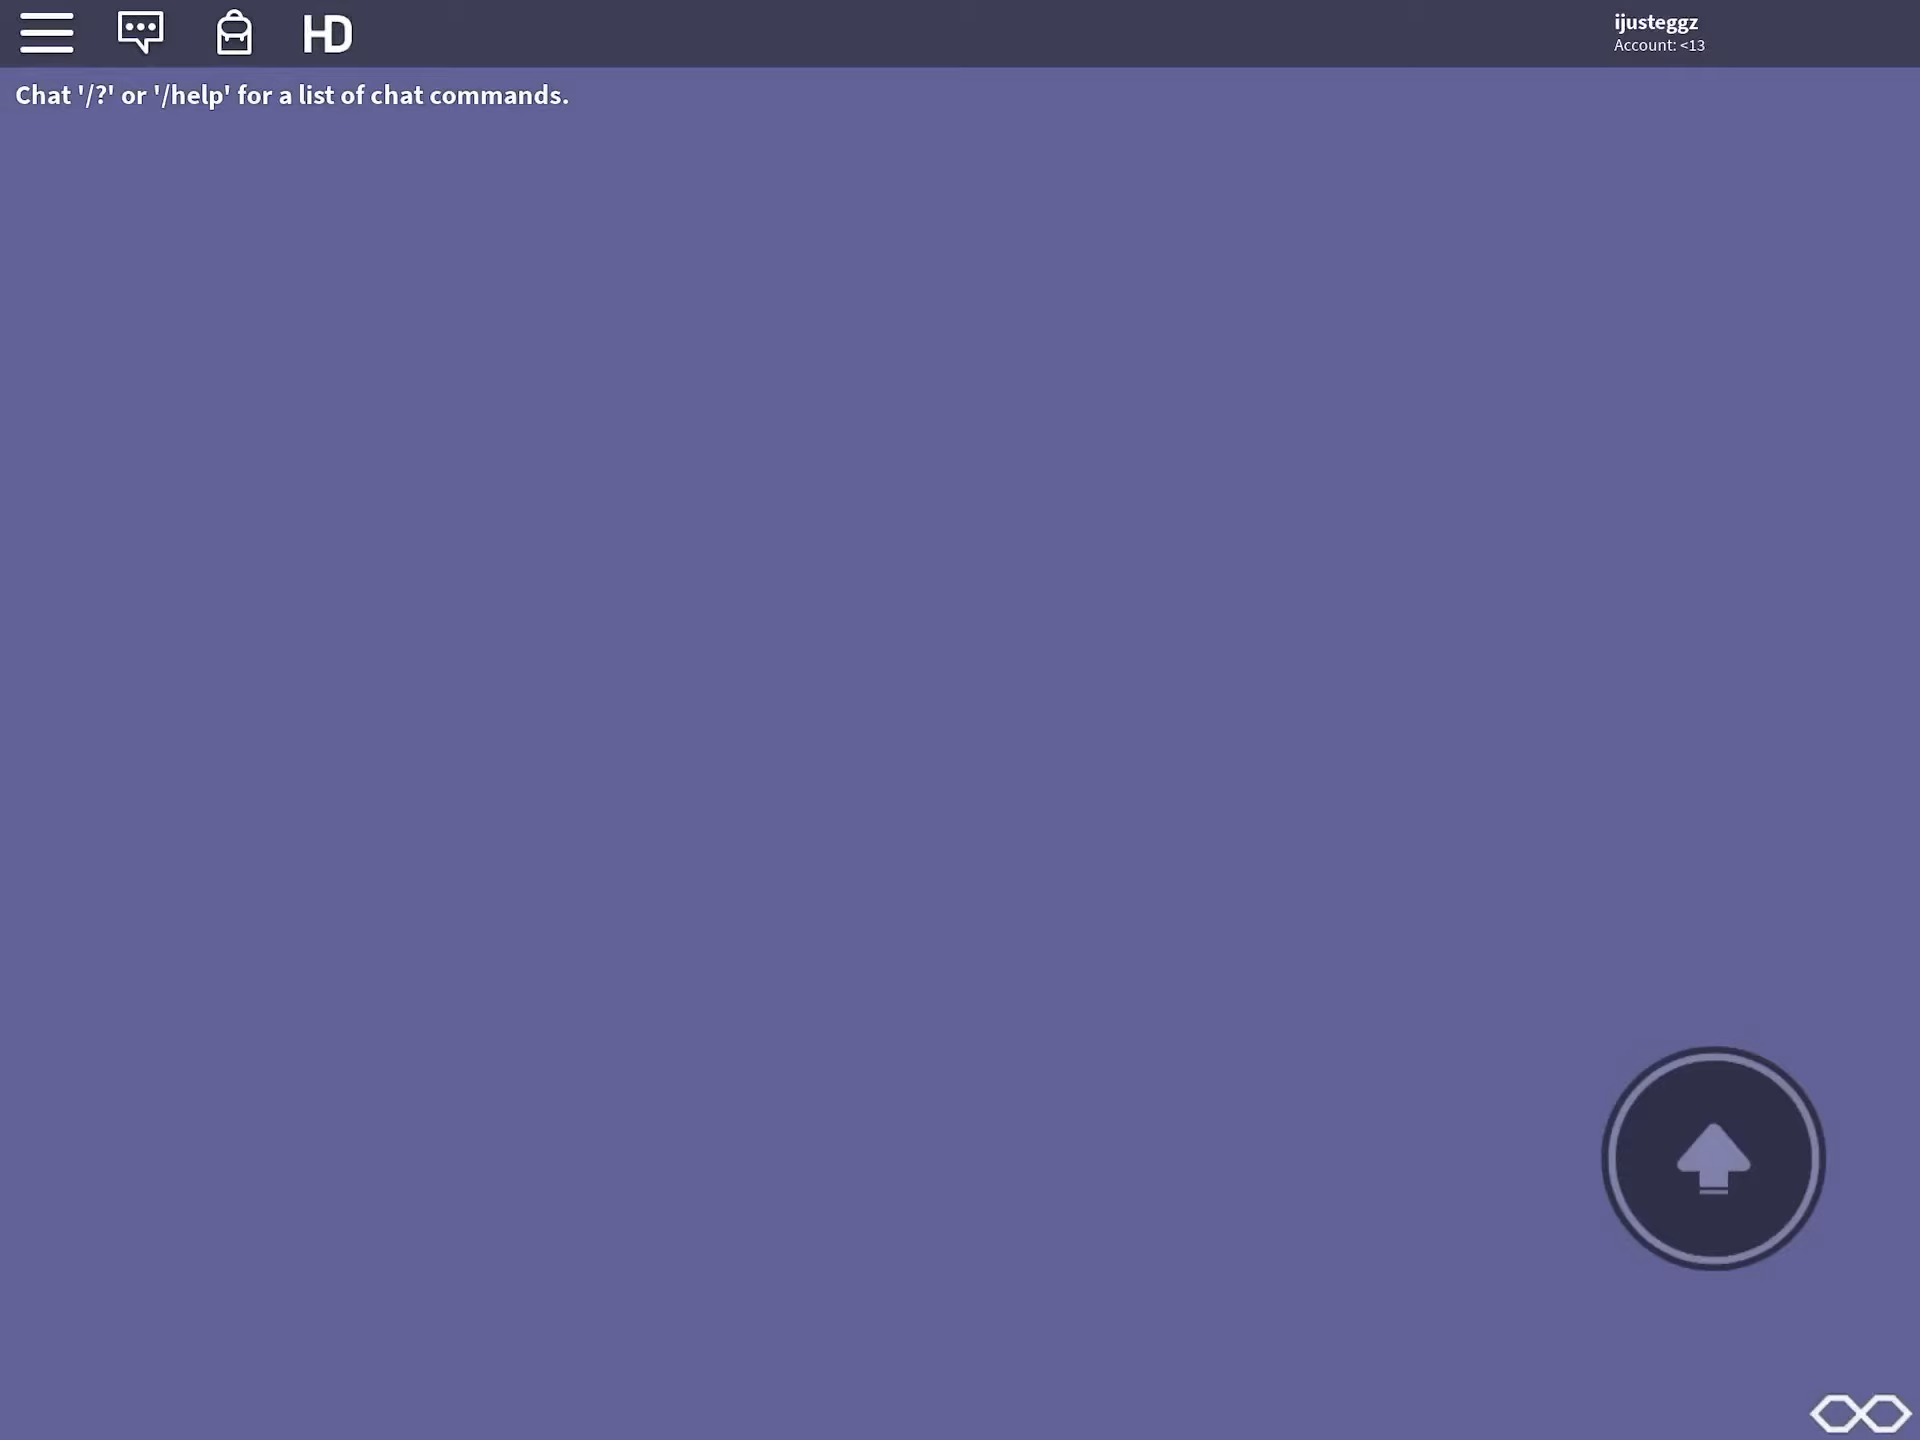 HD
ijusteggz
Account: <13
Chat '/?' or '/help' for a list of chat commands.